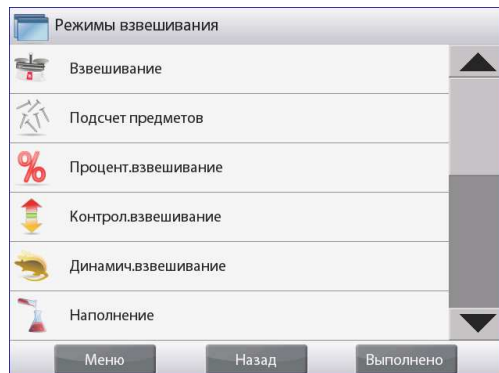 Режимы взвешивания
Взвешивание
Подсчет предметов
Процент.взвешивание
Контрол.взвешивание
Динамич.взвешивание
Наполнение
Меню Назад Выполнено